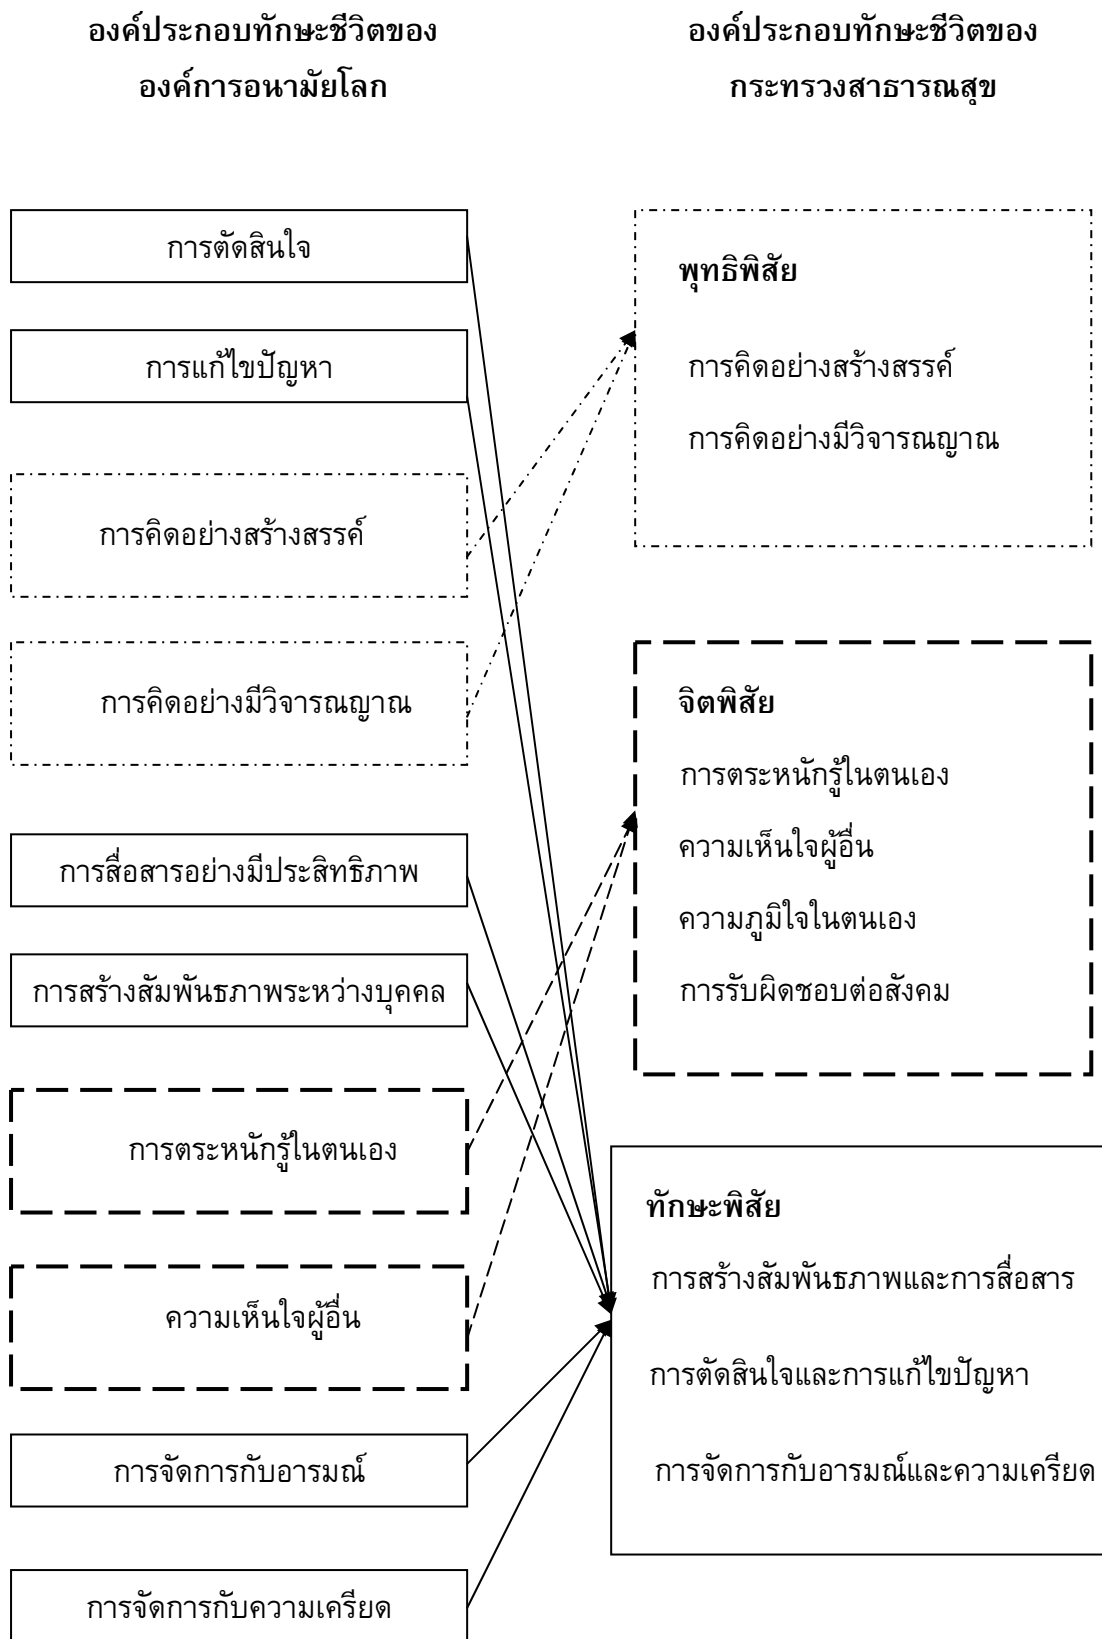 องค์ประกอบทักษะชีวิตของ
องค์การอนามัยโลก
องค์ประกอบทักษะชีวิตของ
กระทรวงสาธารณสุข
การตัดสินใจ
การแก้ไขปัญหา
การคิดอย่างสร้างสรรค์
การคิดอย่างมีวิจารณญาณ
การสื่อสารอย่างมีประสิทธิภาพ
การสร้างสัมพันธภาพระหว่างบุคคล
การตระหนักรู้ในตนเอง
ความเห็นใจผู้อื่น
การจัดการกับอารมณ์
การจัดการกับความเครียด
พุทธิพิสัย
การคิดอย่างสร้างสรรค์
การคิดอย่างมีวิจารณญาณ
จิตพิสัย
การตระหนักรู้ในตนเอง
ความเห็นใจผู้อื่น
ความภูมิใจในตนเอง
การรับผิดชอบต่อสังคม
ทักษะพิสัย
การสร้างสัมพันธภาพและการสื่อสาร
การตัดสินใจและการแก้ไขปัญหา
การจัดการกับอารมณ์และความเครียด